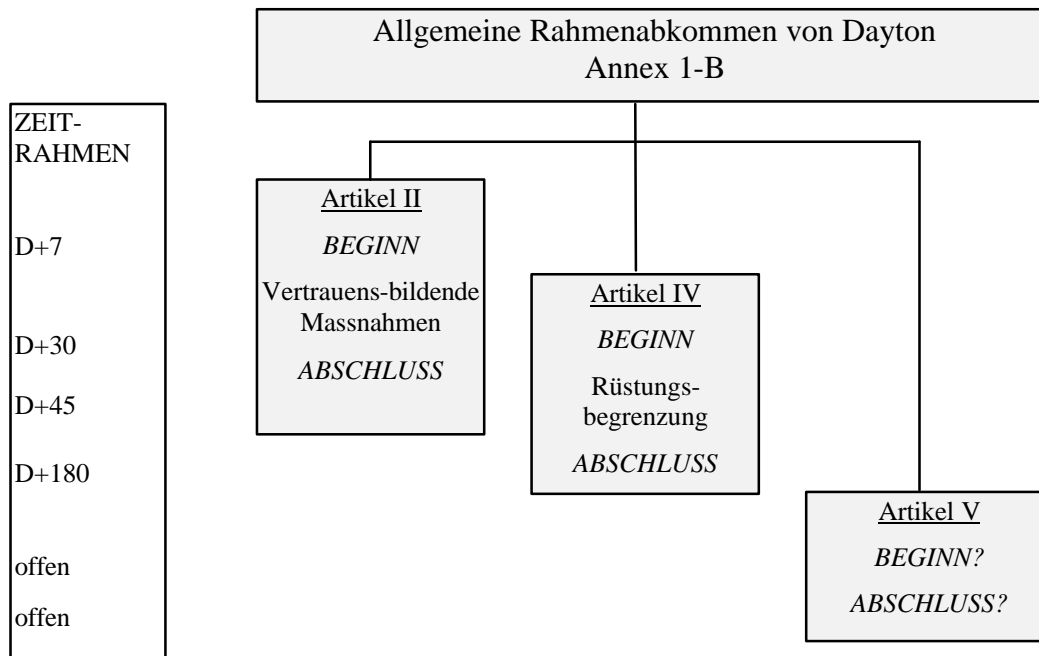 Allgemeine Rahmenabkommen von Dayton
Annex 1-B
ZEIT-
RAHMEN
D+7
D+30
D+45
D+180
offen
offen
Artikel II
BEGINN
Vertrauens-bildende
Massnahmen
ABSCHLUSS
Artikel IV
BEGINN
Rüstungs-
begrenzung
ABSCHLUSS
Artikel V
BEGINN?
ABSCHLUSS?